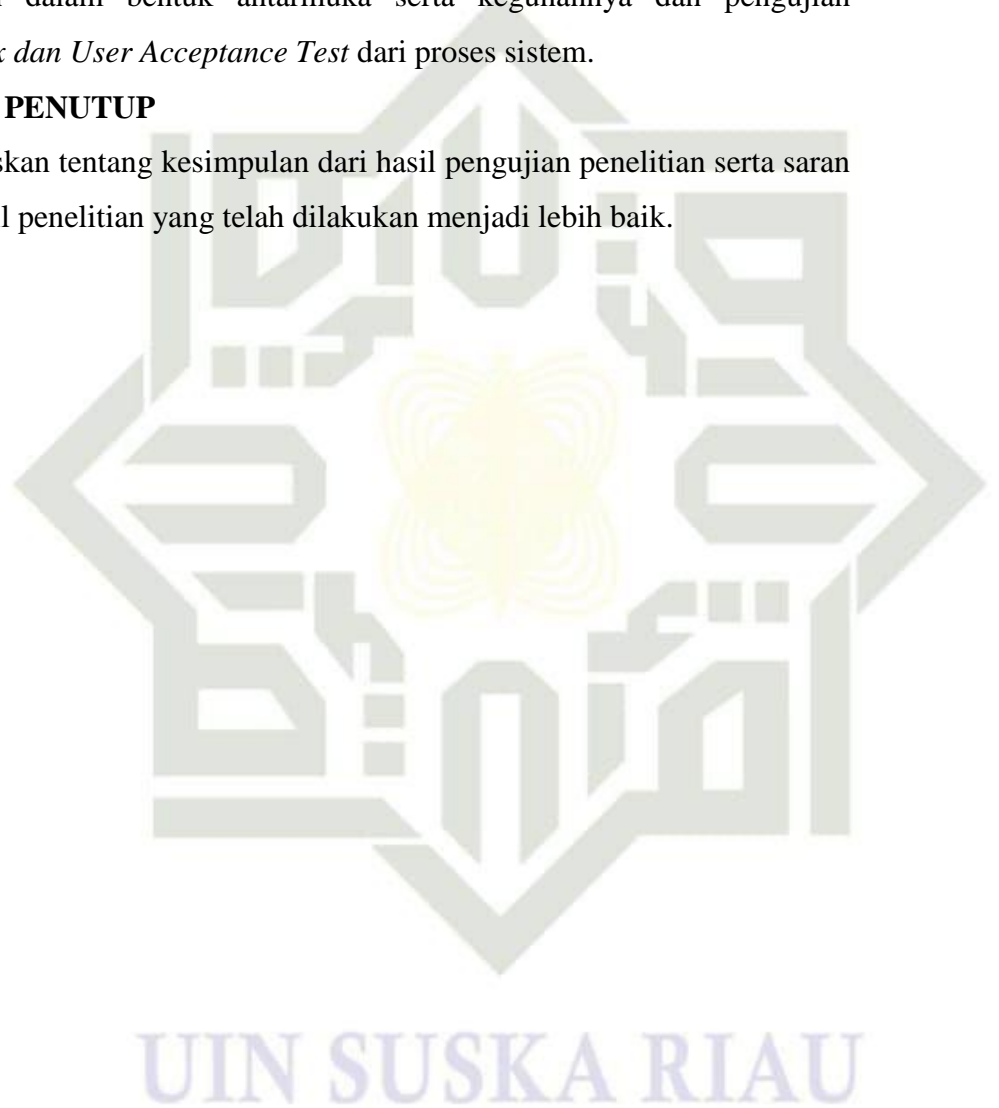 dalam bentuk antarmuka serta kegunannya dan pengujian
dan User Acceptance Test dari proses sistem.
PENUTUP
skan tentang kesimpulan dari hasil pengujian penelitian serta saran
l penelitian yang telah dilakukan menjadi lebih baik.
UIN SUSKA RIAU